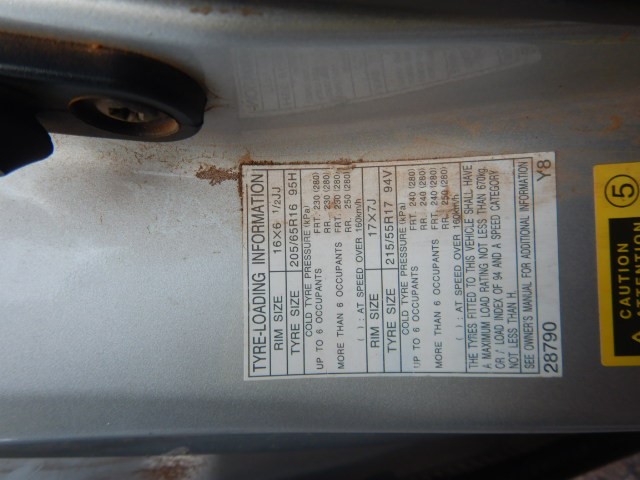 TYRE-LOADING INFORMATION
RIM SIZE 16X6 1/2JJ
TYRE SIZE 205/65R16 95H
COLD TYRE PRESSURE (kPa)
UP TO 6 OCCUPANTS FRT. 230 (280)
RR. 230 (280)
MORE THAN 6 OCCUPANTS FRT. 250 (280)
RR. 250 (280)
( ) : AT SPEED OVER 160km/h
RIM SIZE 17X7J
TYRE SIZE 215/55R17 94V
COLD TYRE PRESSURE (kPa)
UP TO 6 OCCUPANTS FRT. 240 (280)
RR. 240 (280)
MORE THAN 6 OCCUPANTS FRT. 240 (280)
RR. 250 (280)
( ) : AT SPEED OVER 160km/h
THE TYRES FITTED TO THIS VEHICLE SHALL HAVE
A MAXIMUM LOAD RATING NOT LESS THAN 670kg
OR / LOAD INDEX OF 94 AND A SPEED CATEGORY
NOT LESS THAN H.
SEE OWNER'S MANUAL FOR ADDITIONAL INFORMATION
28790 Y8
5
CAUTION
ATTENTION